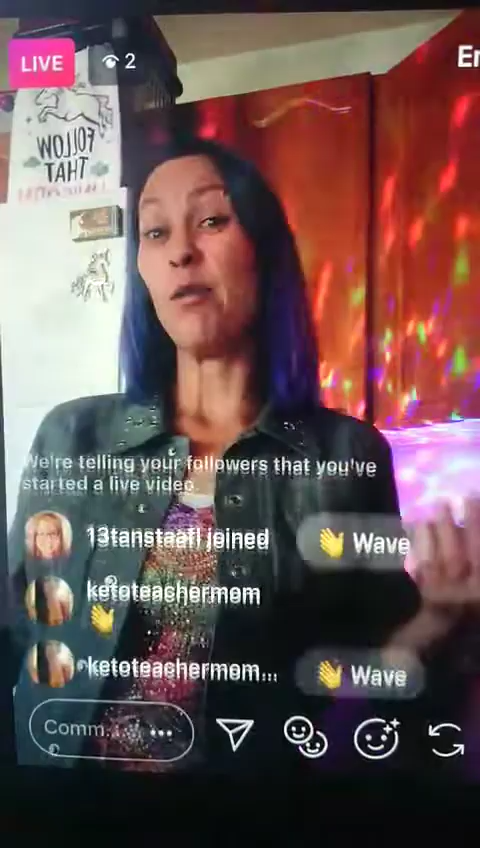 LIVE
2
En
FOLLOW
THAT
We're telling your followers that you've
started a live video.
13tanstaafl joined
Wave
ketoteachermom
ketoteachermom...
Wave
Comm...